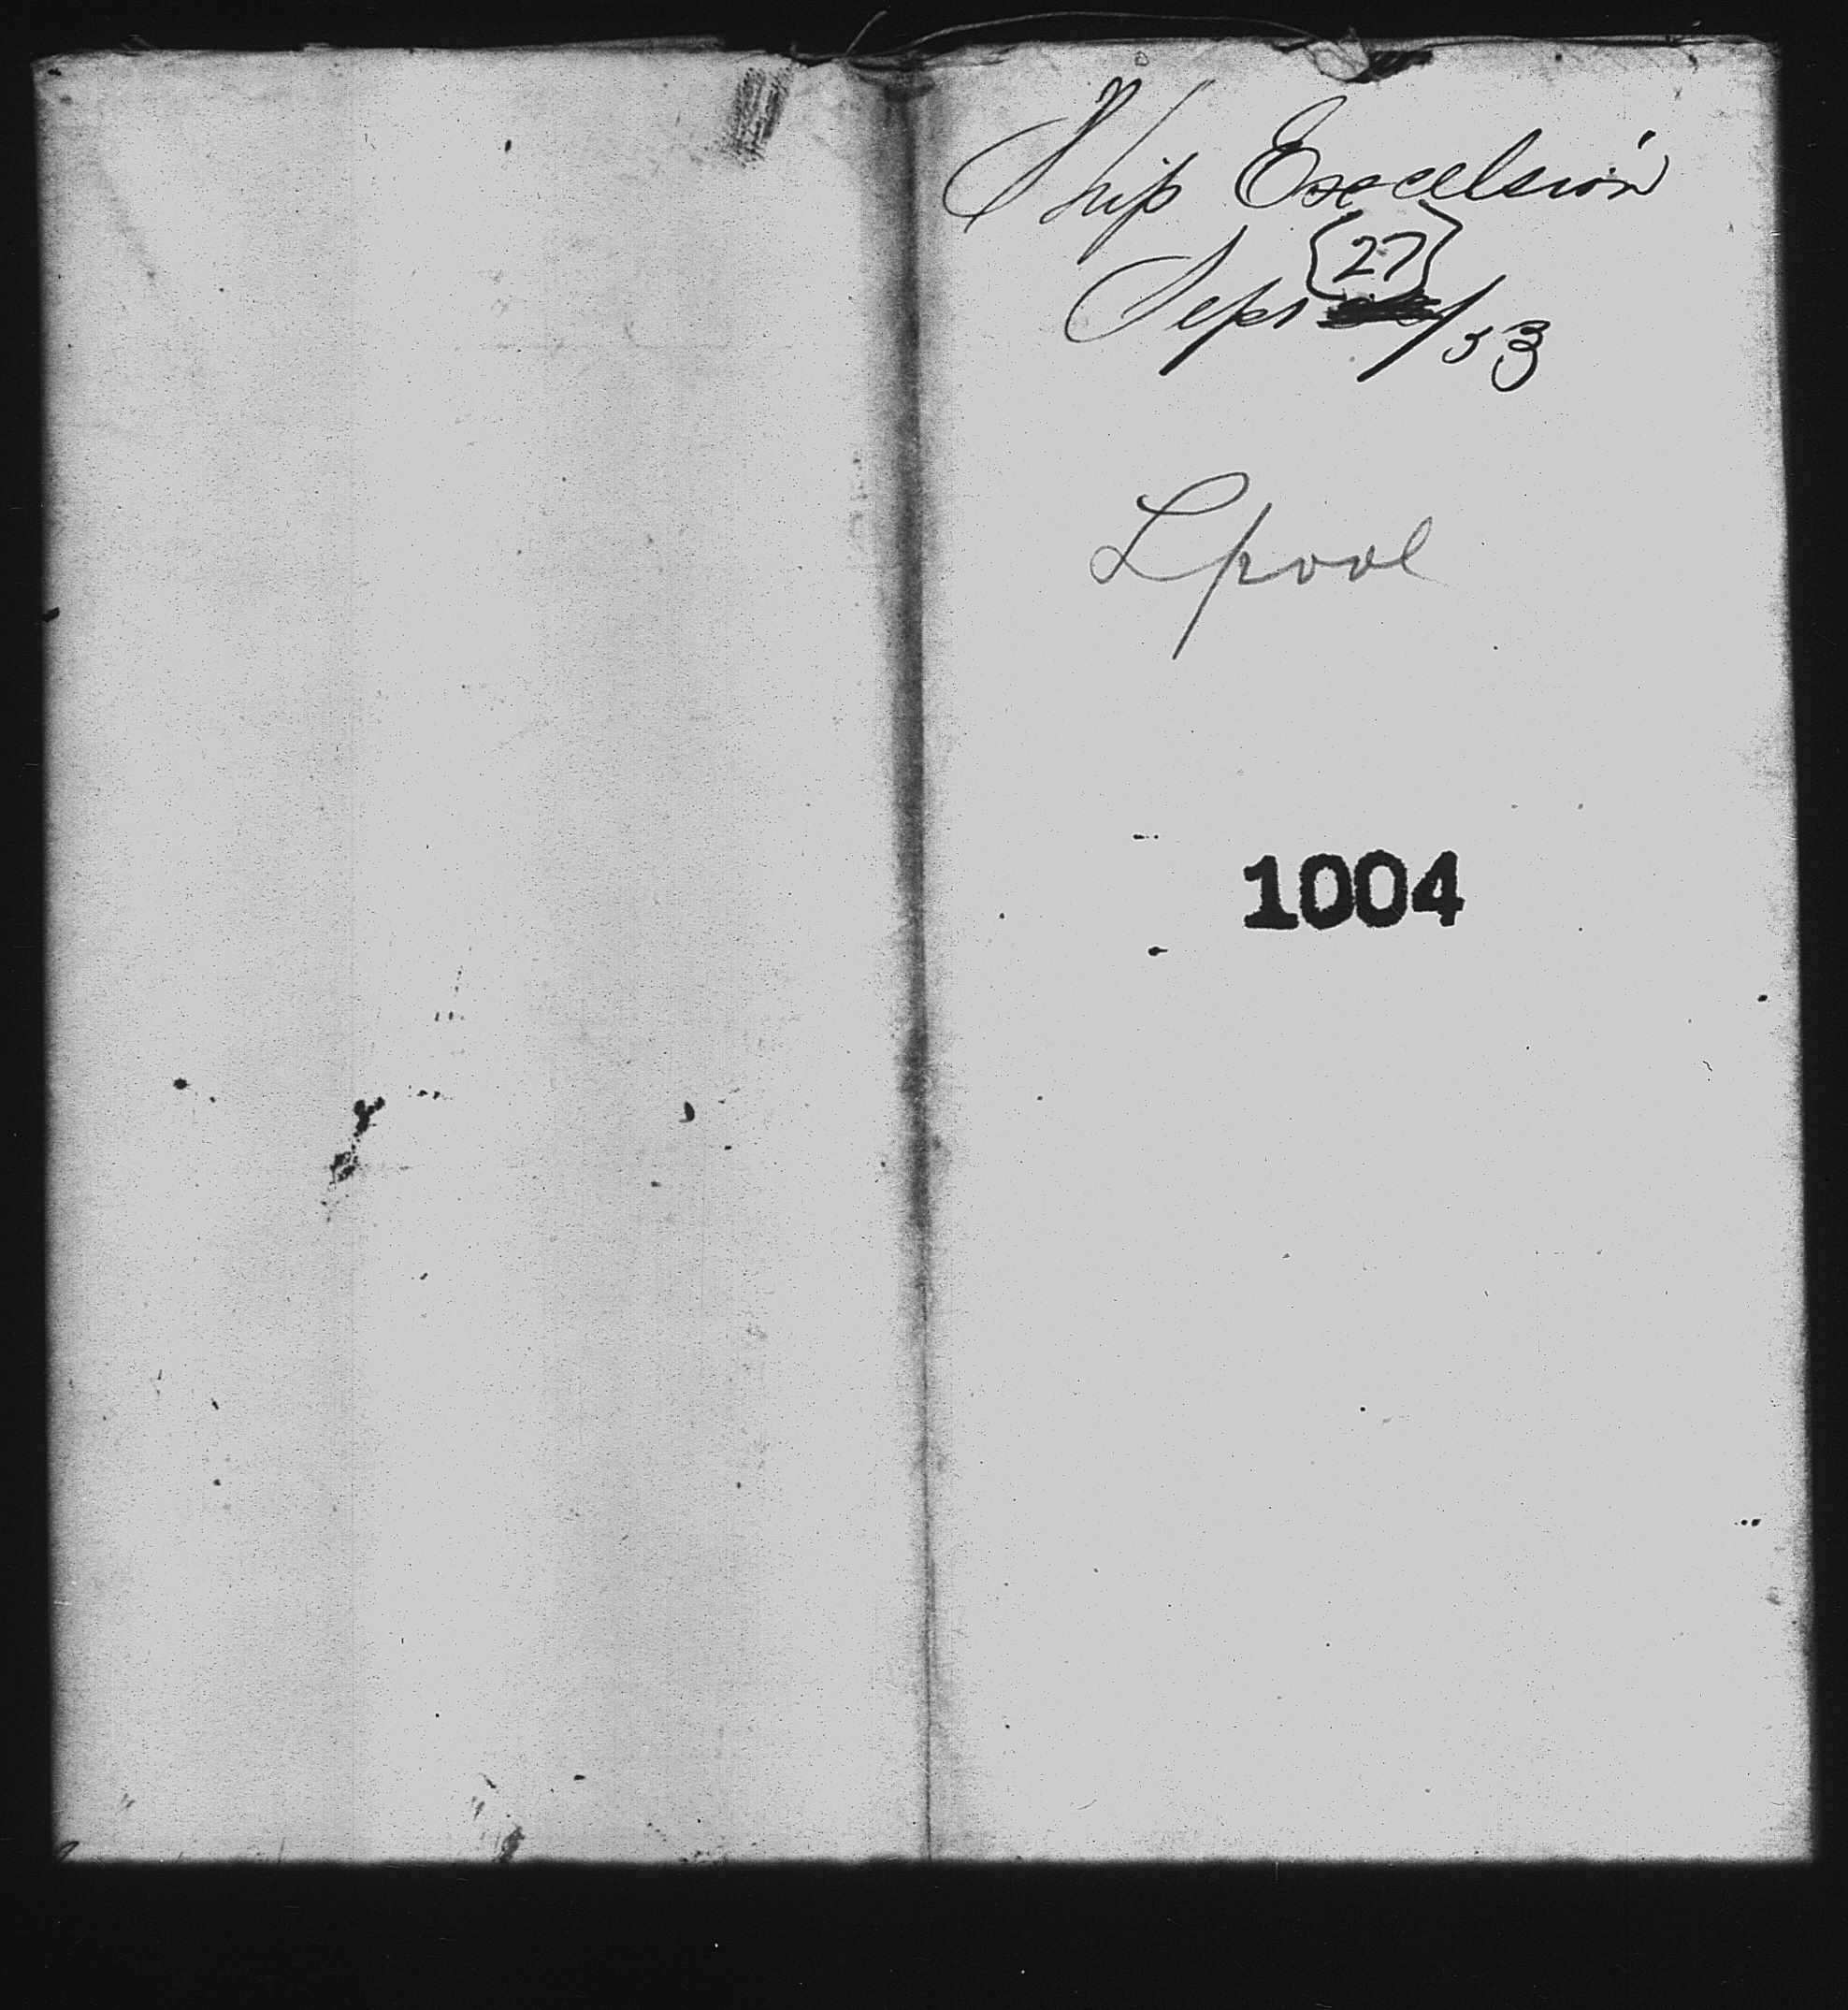 Ship Excelsior
27
Sept /53
Lpool
1004